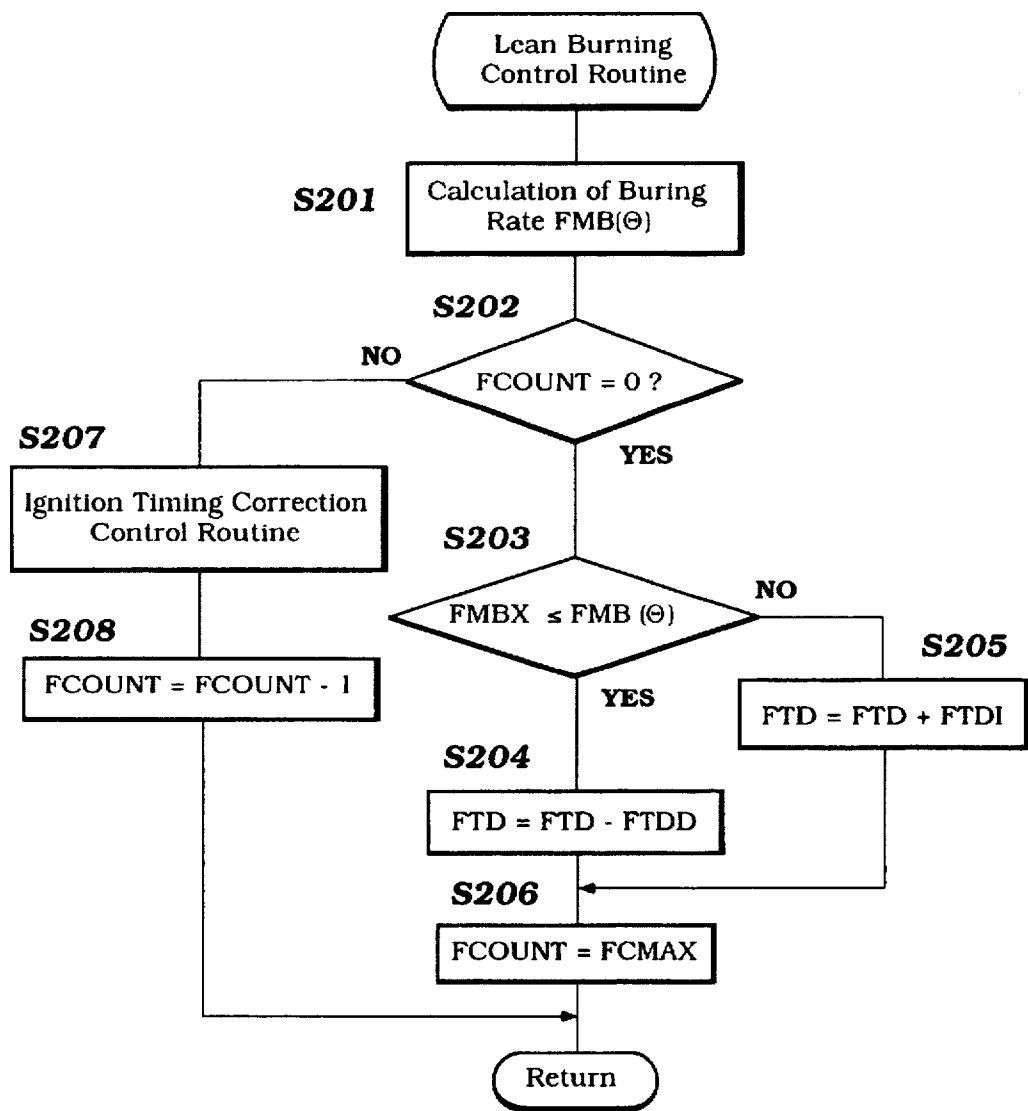 Lean Burning
Control Routine
S201
Calculation of Buring
Rate FMB(Θ)
S202
NO
FCOUNT = 0 ?
YES
S207
Ignition Timing Correction
Control Routine
S203
NO
FMBX ≤ FMB (Θ)
YES
S208
FCOUNT = FCOUNT - 1
S205
FTD = FTD + FTDI
S204
FTD = FTD - FTDD
S206
FCOUNT = FCMAX
Return